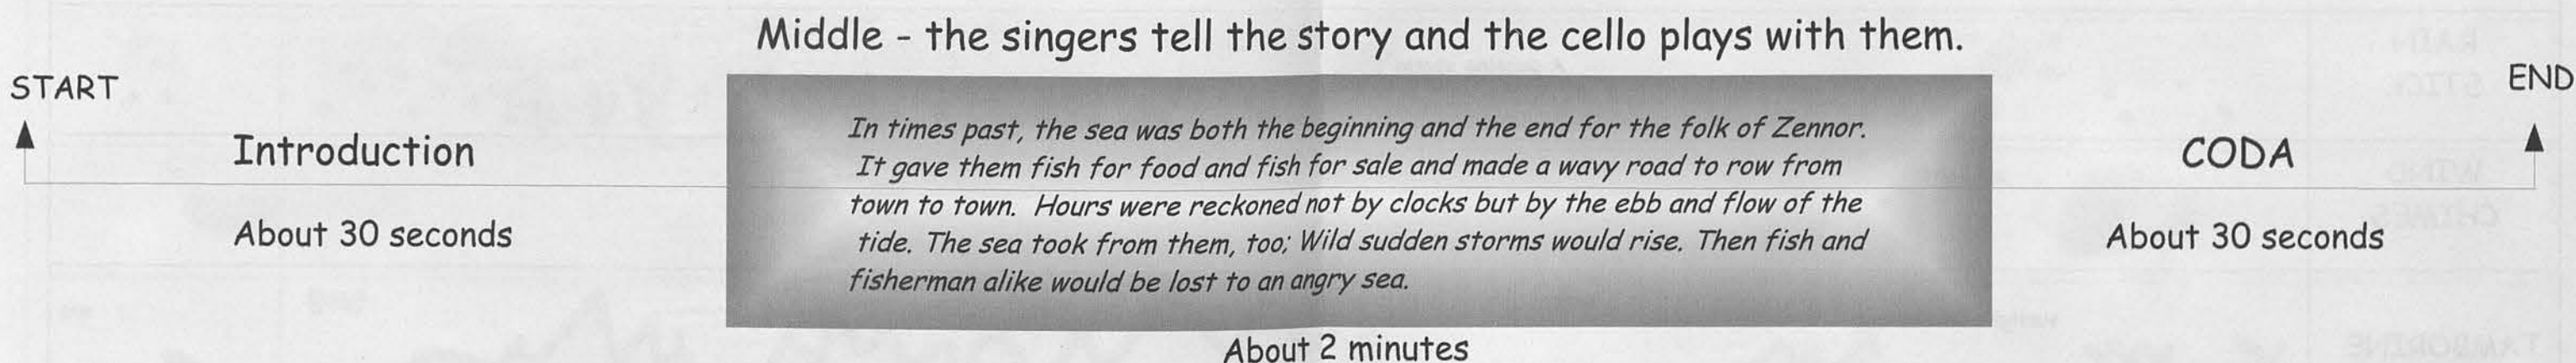 Middle - the singers tell the story and the cello plays with them.
START
END
Introduction
In times past, the sea was both the beginning and the end for the folk of Zennor.
It gave them fish for food and fish for sale and made a wavy road to row from
town to town. Hours were reckoned not by clocks but by the ebb and flow of the
tide. The sea took from them, too; Wild sudden storms would rise. Then fish and
fisherman alike would be lost to an angry sea.
CODA
About 30 seconds
About 30 seconds
About 2 minutes
RAIN
STICK
WIND
CHIMES
TAMBORINE